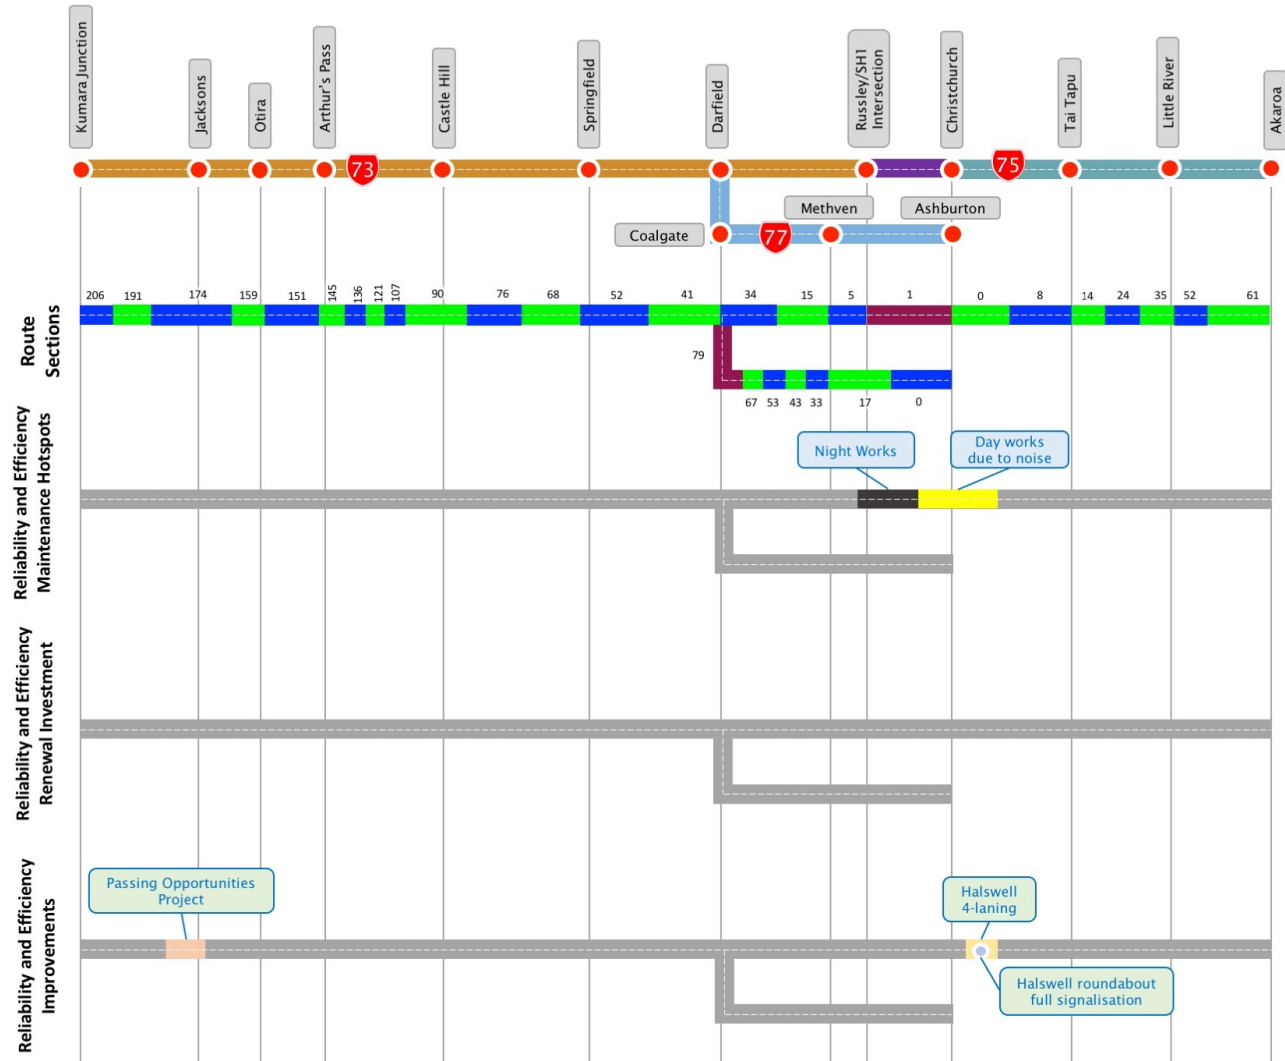 Kumara Junction
Jacksons
Otira
Arthur's Pass
Castle Hill
Springfield
Darfield
Russley/SH1
Intersection
Christchurch
Tai Tapu
Little River
Akaroa
73
75
Methven
Ashburton
Coalgate
77
Route
Sections
206 191 174 159 151 145 136 121 107 90 76 68 52 41 34 15 5 1 0 8 14 24 35 52 61
79
67 53 43 33 17 0
Reliability and Efficiency
Maintenance Hotspots
Night Works
Day works
due to noise
Reliability and Efficiency
Renewal Investment
Reliability and Efficiency
Improvements
Passing Opportunities
Project
Halswell
4-laning
Halswell roundabout
full signalisation